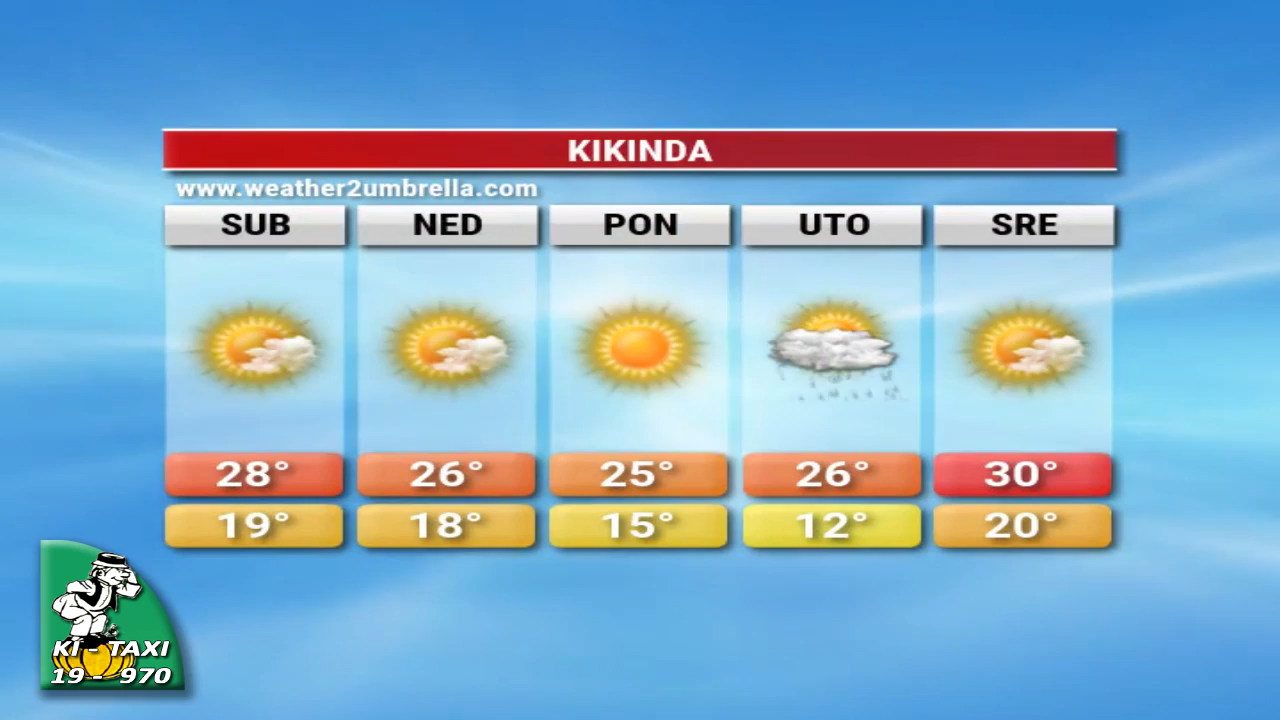 KIKINDA
www.weather2umbrella.com
SUB NED PON UTO SRE
28° 26° 25° 26° 30°
19° 18° 15° 12° 20°
KI - TAXI
19 - 970